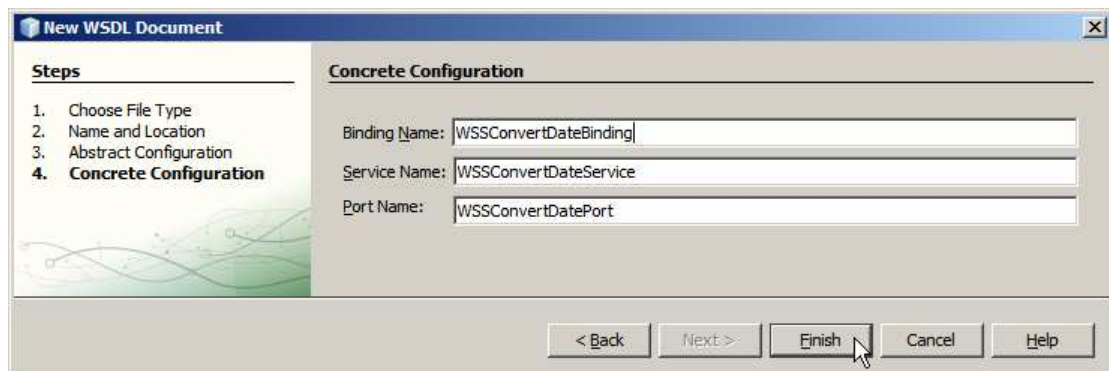 New WSDL Document
Steps
1. Choose File Type
2. Name and Location
3. Abstract Configuration
4. Concrete Configuration
Concrete Configuration
Binding Name: WSSConvertDateBinding
Service Name: WSSConvertDateService
Port Name: WSSConvertDatePort
< Back Next > Finish Cancel Help